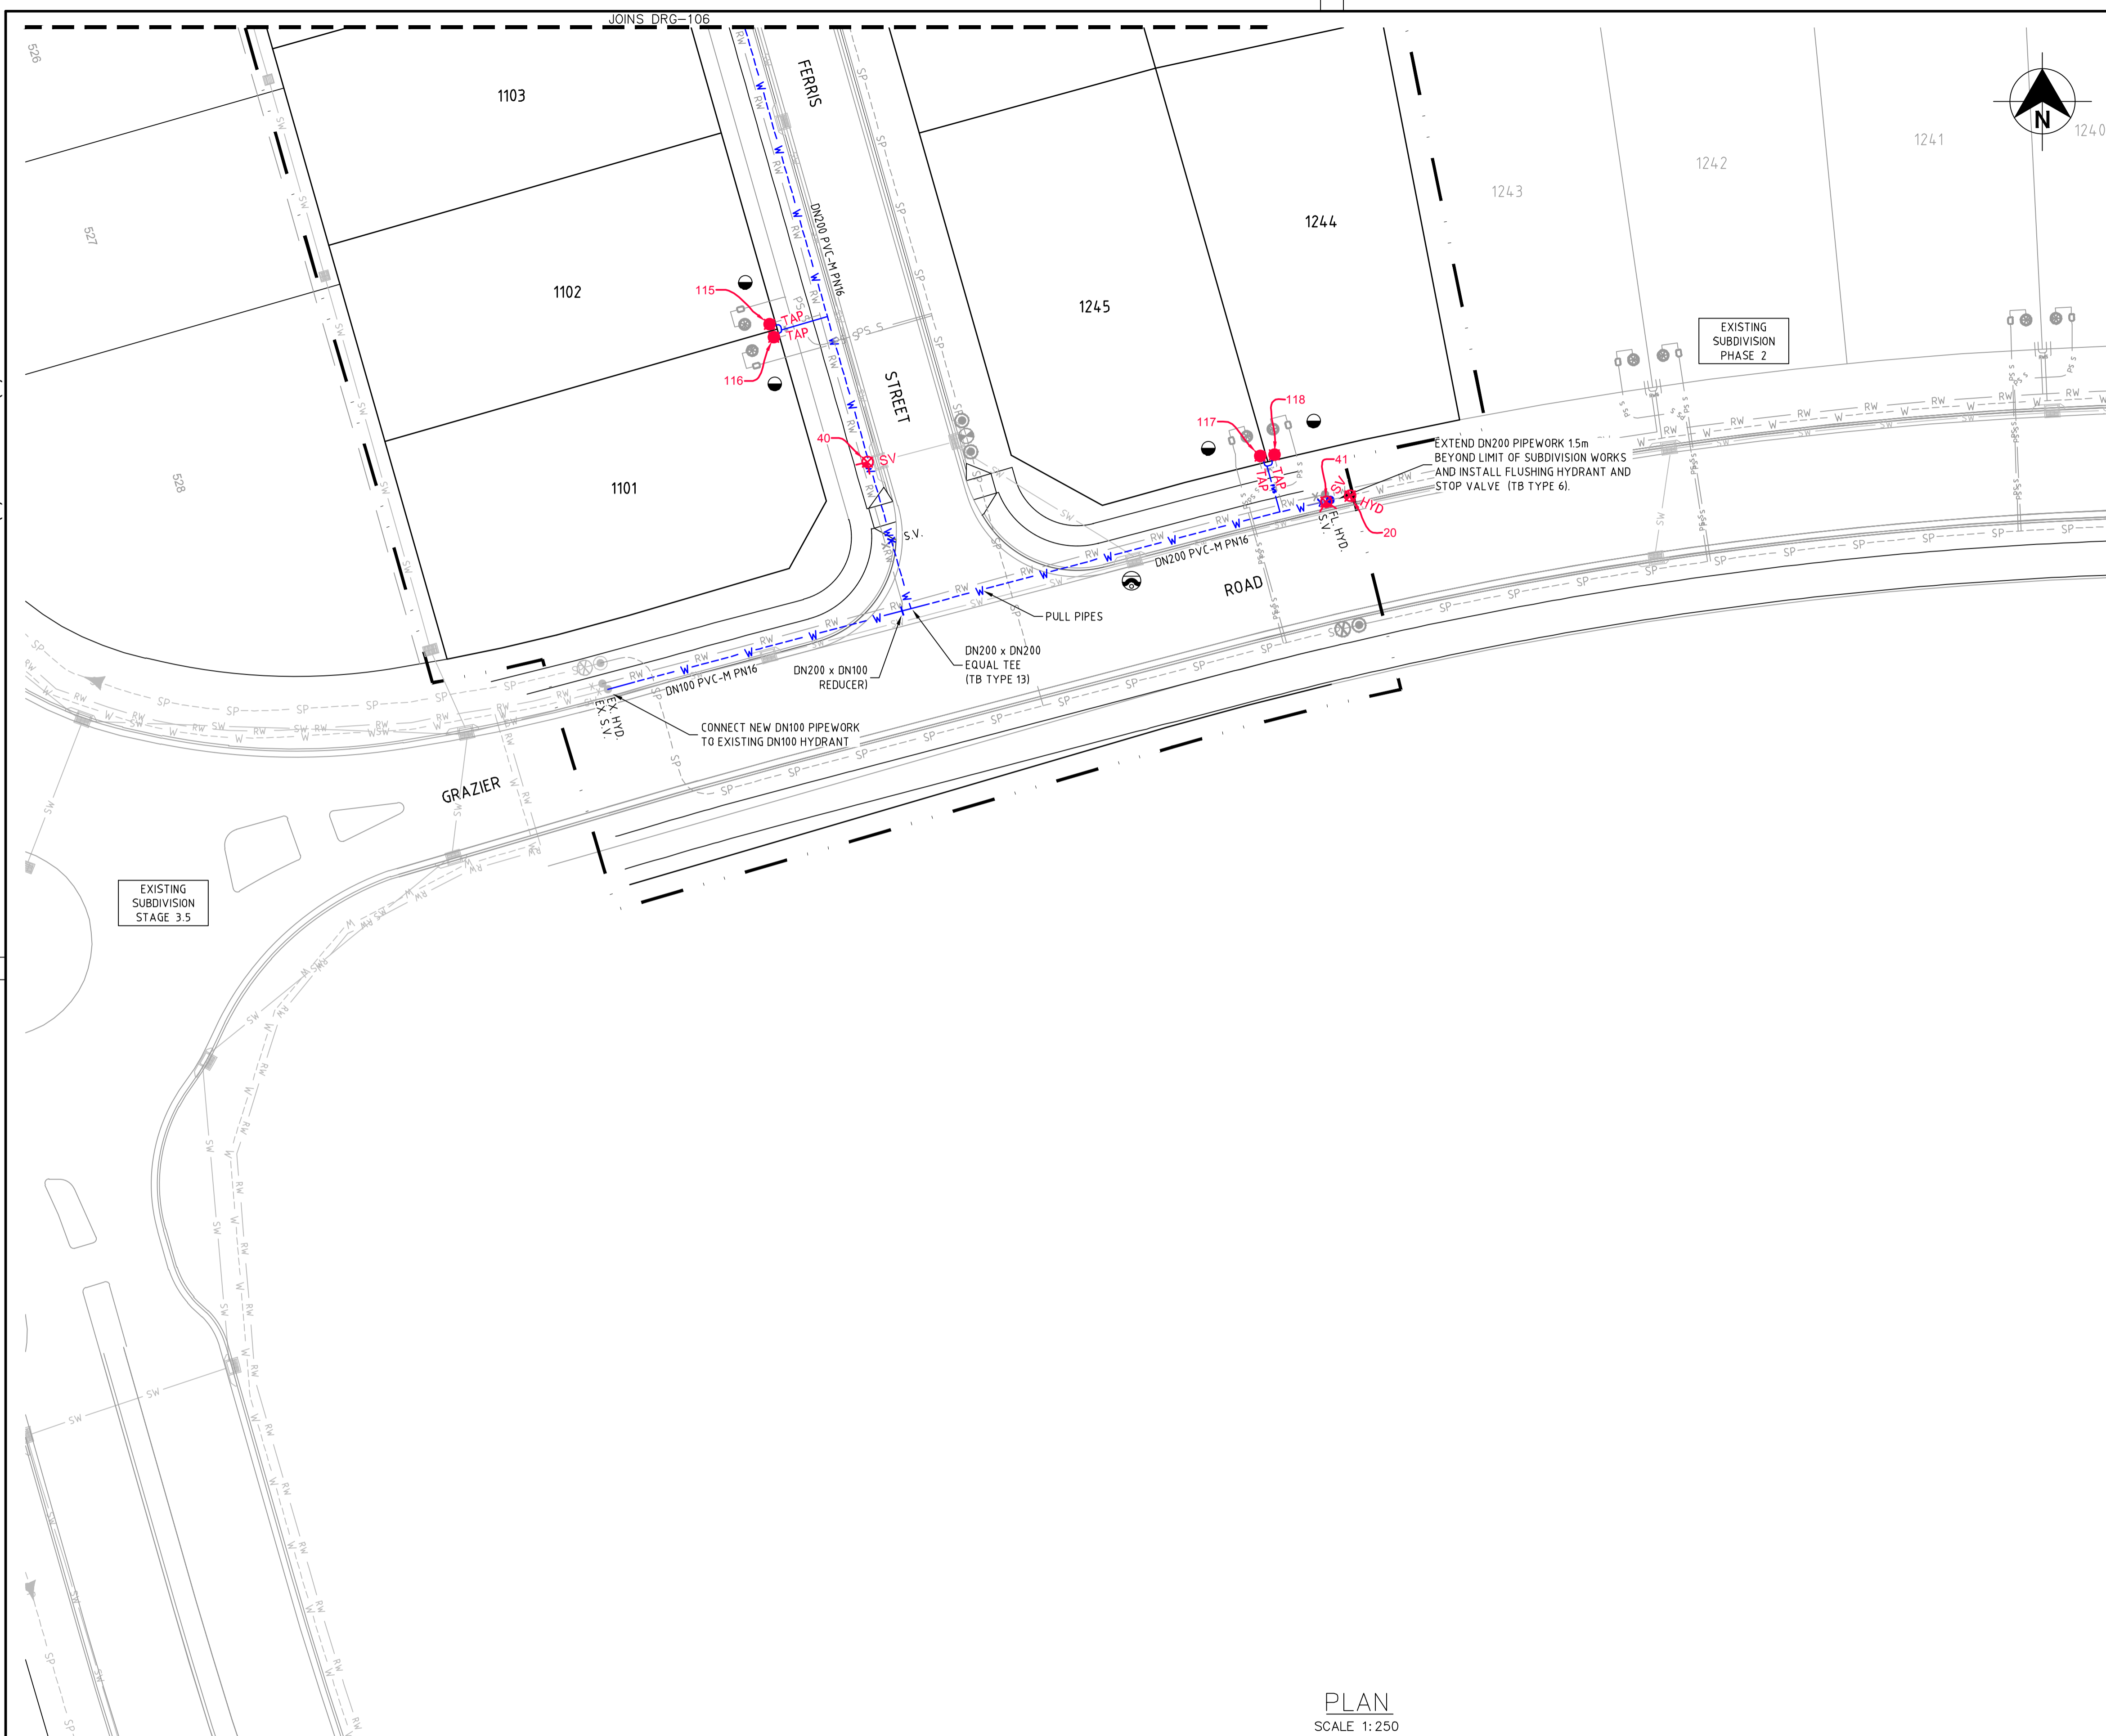 JOINS DRG-106
526
527
528
1103
1102
1101
FERRIS
STREET
DN200 PVC-M PN16
1245
1244
1243
1242
1241
1240
N
EXISTING
SUBDIVISION
PHASE 2
115
TAP
TAP
116
40
SV
S.V.
117
118
TAP
TAP
41
SV
HYD
20
S.V.
FL. HYD.
EXTEND DN200 PIPEWORK 1.5m
BEYOND LIMIT OF SUBDIVISION WORKS
AND INSTALL FLUSHING HYDRANT AND
STOP VALVE (TB TYPE 6).
DN200 PVC-M PN16
ROAD
PULL PIPES
DN200 x DN200
EQUAL TEE
(TB TYPE 13)
DN200 x DN100
REDUCER)
DN100 PVC-M PN16
EX. HYD.
EX. S.V.
CONNECT NEW DN100 PIPEWORK
TO EXISTING DN100 HYDRANT
GRAZIER
EXISTING
SUBDIVISION
STAGE 3.5
PLAN
SCALE 1:250